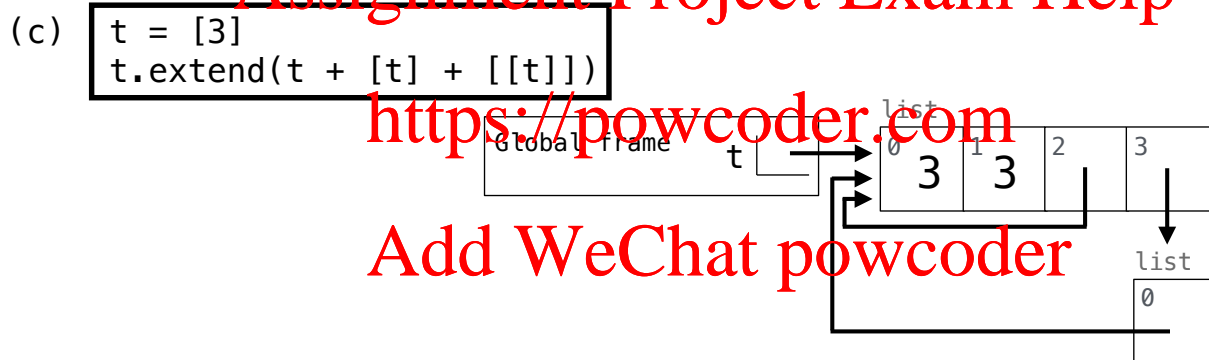 Assignment Project Exam Help
(c) t = [3]
t.extend(t + [t] + [[t]])
https://powcoder.com
list
Global frame
t
0 1 2 3
3 3
Add WeChat powcoder
list
0